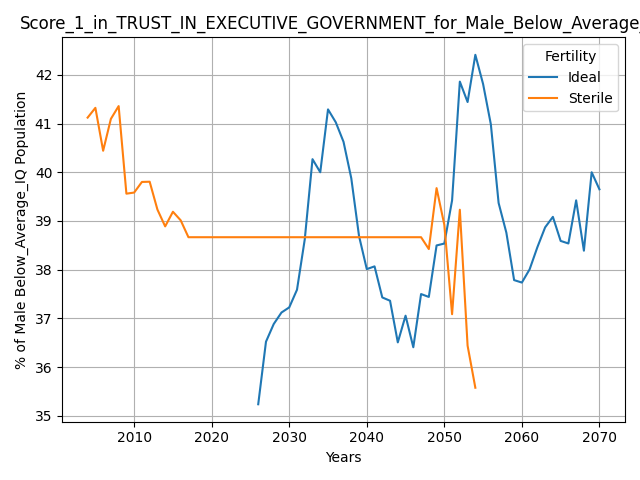 Score_1_in_TRUST_IN_EXECUTIVE_GOVERNMENT_for_Male_Below_Average_
Fertility
Ideal
Sterile
% of Male Below_Average_IQ Population
42
41
40
39
38
37
36
35
2010 2020 2030 2040 2050 2060 2070
Years